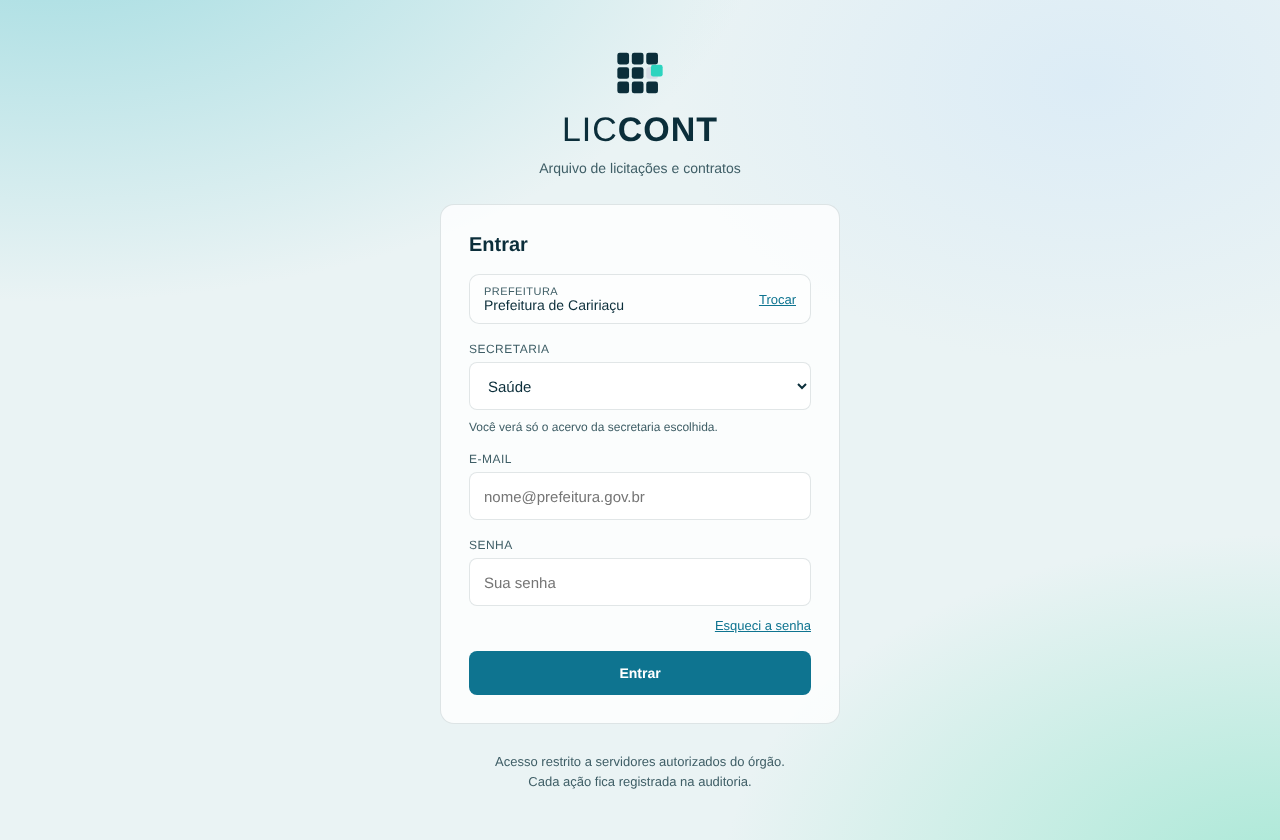 LICCONT
Arquivo de licitações e contratos
Entrar
PREFEITURA
Prefeitura de Caririaçu
Trocar
SECRETARIA
Saúde
Você verá só o acervo da secretaria escolhida.
E-MAIL
nome@prefeitura.gov.br
SENHA
Sua senha
Esqueci a senha
Entrar
Acesso restrito a servidores autorizados do órgão.
Cada ação fica registrada na auditoria.